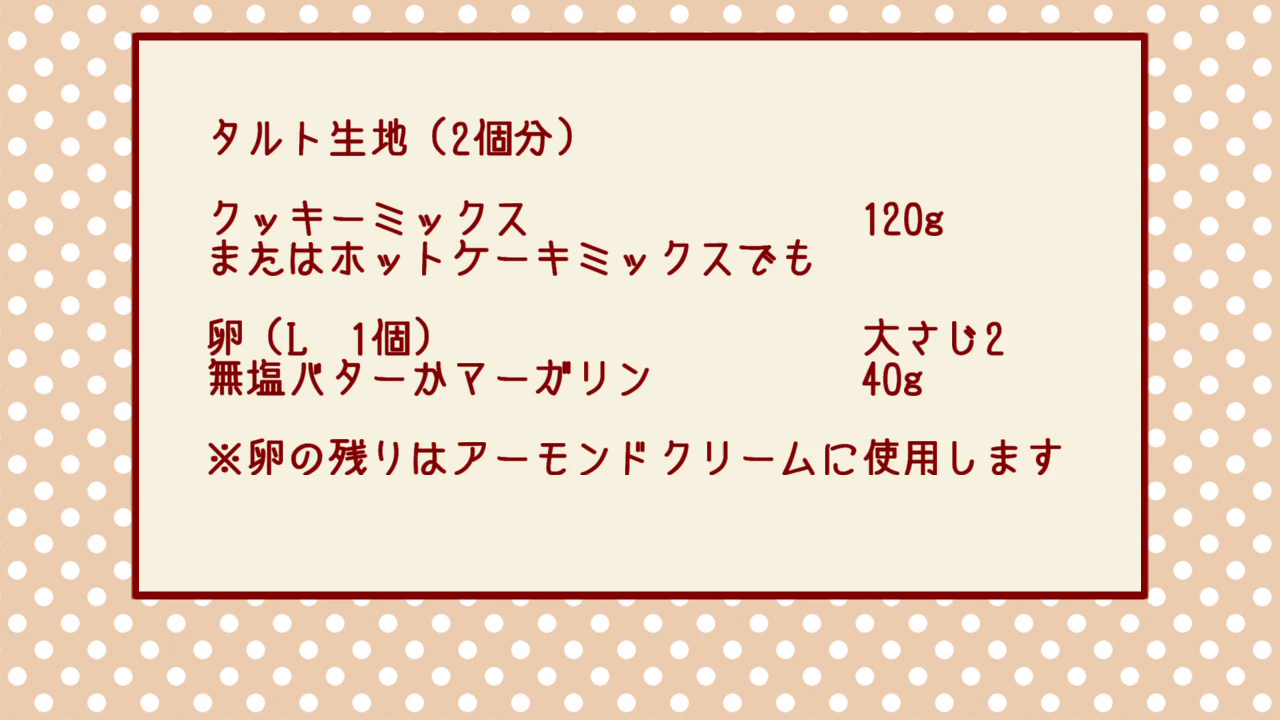 タルト生地（2個分）
クッキーミックス 120g
またはホットケーキミックスでも
卵（L　1個） 大さじ2
無塩バターかマーガリン 40g
※卵の残りはアーモンドクリームに使用します